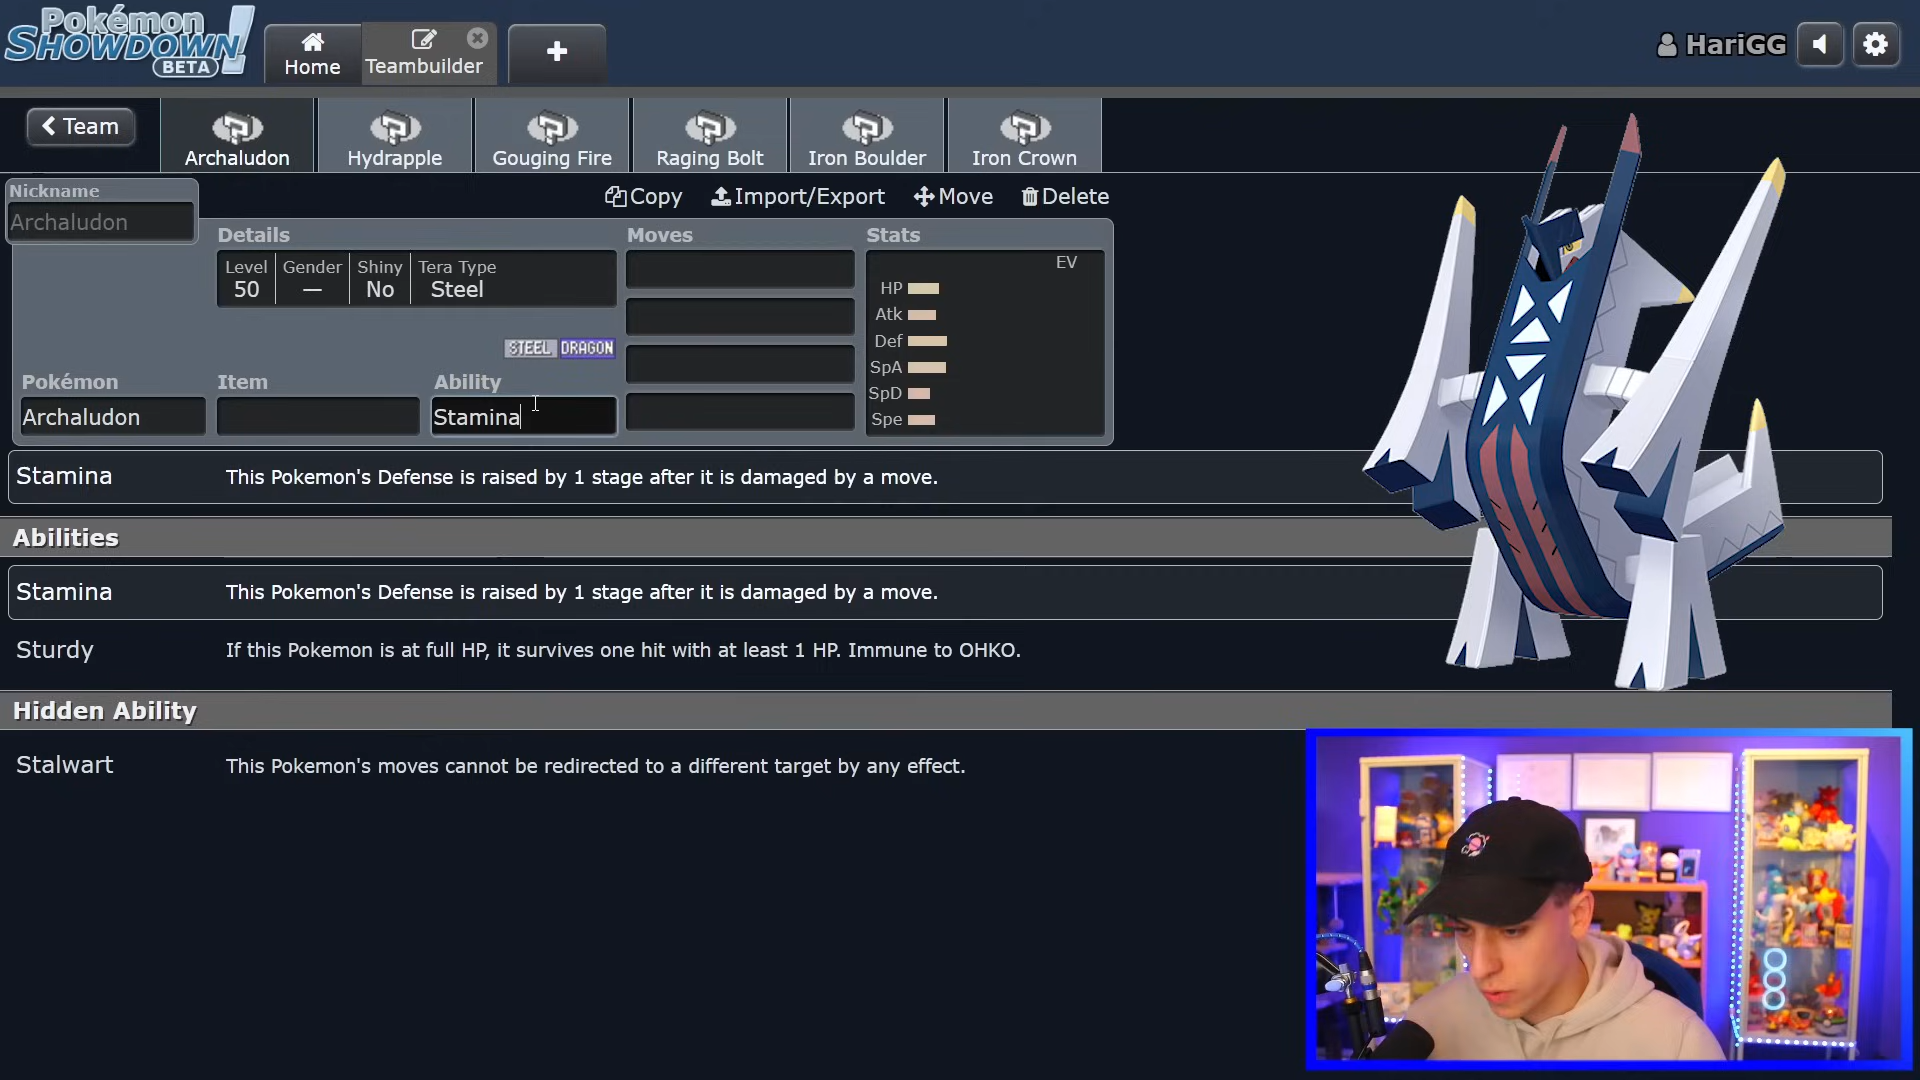 Pokémon
SHOWDOWN!
BETA
Home
Teambuilder
HariGG
Team
Archaludon
Hydrapple
Gouging Fire
Raging Bolt
Iron Boulder
Iron Crown
Nickname
Archaludon
Copy
Import/Export
Move
Delete
Details
Level
Gender
Shiny
Tera Type
50
—
No
Steel
STEEL
DRAGON
Pokémon
Item
Ability
Archaludon
Stamina
Moves
Stats
EV
HP
Atk
Def
SpA
SpD
Spe
Stamina This Pokemon's Defense is raised by 1 stage after it is damaged by a move.
Abilities
Stamina This Pokemon's Defense is raised by 1 stage after it is damaged by a move.
Sturdy If this Pokemon is at full HP, it survives one hit with at least 1 HP. Immune to OHKO.
Hidden Ability
Stalwart This Pokemon's moves cannot be redirected to a different target by any effect.